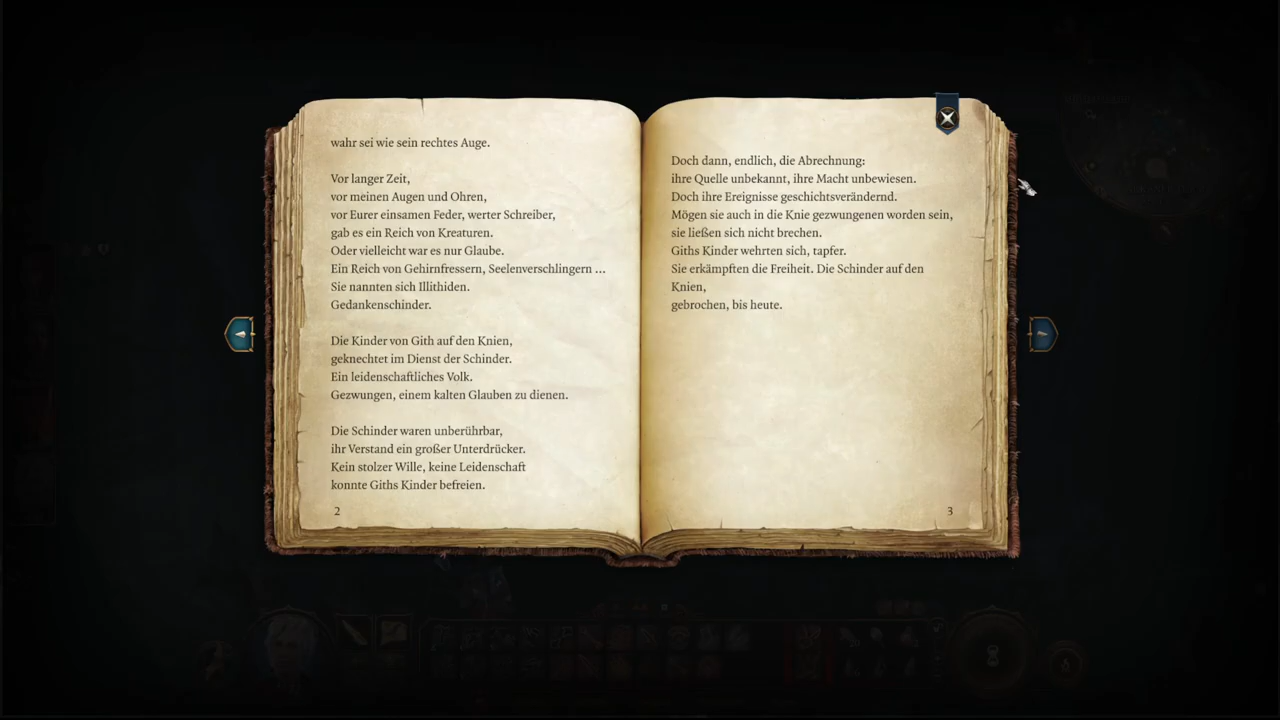 wahr sei wie sein rechtes Auge.
Vor langer Zeit,
vor meinen Augen und Ohren,
vor Eurer einsamen Feder, werter Schreiber,
gab es ein Reich von Kreaturen.
Oder vielleicht war es nur Glaube.
Ein Reich von Gehirnfressern, Seelenverschlingern ...
Sie nannten sich Illithiden.
Gedankenschinder.
Die Kinder von Gith auf den Knien,
geknechtet im Dienst der Schinder.
Ein leidenschaftliches Volk.
Gezwungen, einem kalten Glauben zu dienen.
Die Schinder waren unberührbar,
ihr Verstand ein großer Unterdrücker.
Kein stolzer Wille, keine Leidenschaft
konnte Giths Kinder befreien.
2
Doch dann, endlich, die Abrechnung:
ihre Quelle unbekannt, ihre Macht unbewiesen.
Doch ihre Ereignisse geschichtsverändernd.
Mögen sie auch in die Knie gezwungenen worden sein,
sie ließen sich nicht brechen.
Giths Kinder wehrten sich, tapfer.
Sie erkämpften die Freiheit. Die Schinder auf den
Knien,
gebrochen, bis heute.
3